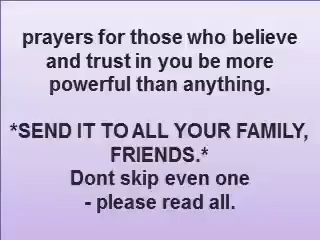 prayers for those who believe
and trust in you be more
powerful than anything.
*SEND IT TO ALL YOUR FAMILY,
FRIENDS.*
Dont skip even one
- please read all.